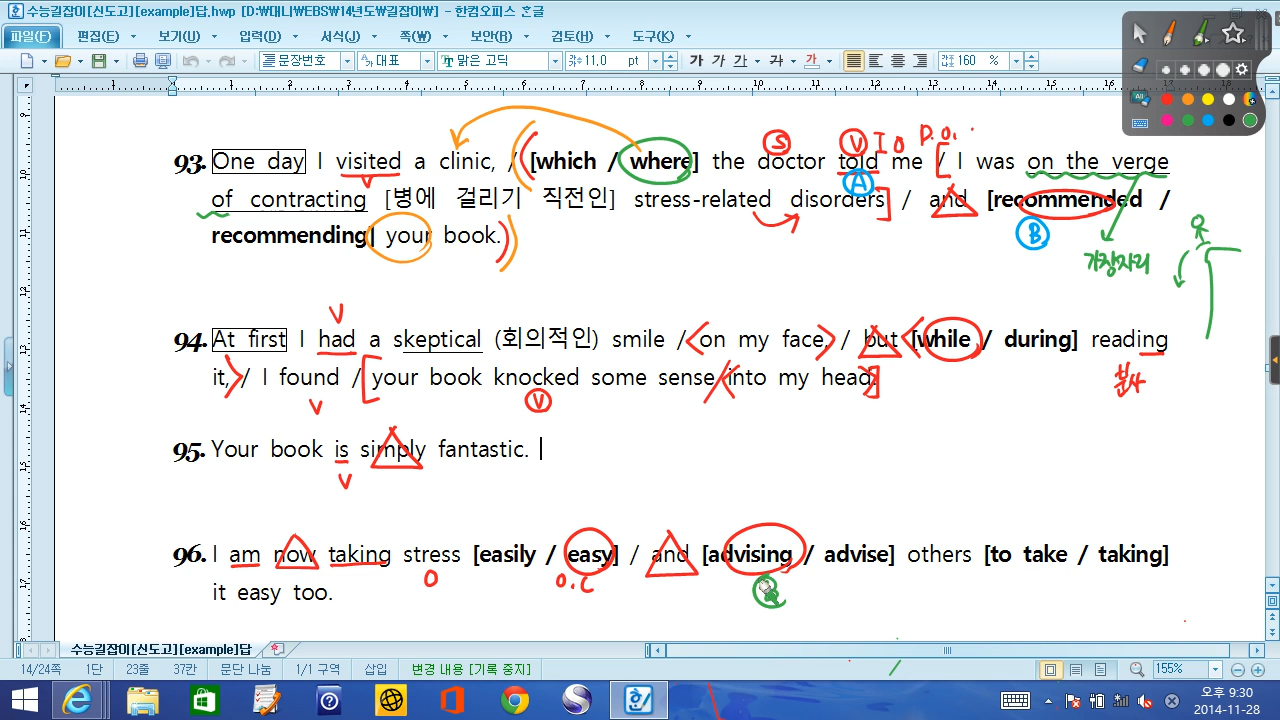 수능길잡이[신도고][example]답.hwp [D:₩대니₩EBS₩14년도₩길잡이₩] - 한컴오피스 한글
파일(F) 편집(E) 보기(U) 입력(D) 서식(J) 쪽(W) 보안(B) 검토(H) 도구(K)
문장번호 대표 맑은 고딕 11,0 pt 가 가 가 가 가 160 %
93. One day I visited a clinic, / [which / where] the doctor told me / I was on the verge
of contracting [병에 걸리기 직전인] stress-related disorders / and [recommended /
recommending] your book.
S V I O D.O.
A
B
가장자리
94. At first I had a skeptical (회의적인) smile / on my face, / but [while / during] reading
it, / I found / your book knocked some sense / into my head.
V
V
V
분사
95. Your book is simply fantastic.
V
96. I am now taking stress [easily / easy] / and [advising / advise] others [to take / taking]
it easy too.
O O.C
수능길잡이[신도고][example]답
14/24쪽 1단 23줄 37칸 문단 나눔 1/1 구역 삽입 변경 내용 [기록 중지] 155%
오후 9:30
2014-11-28